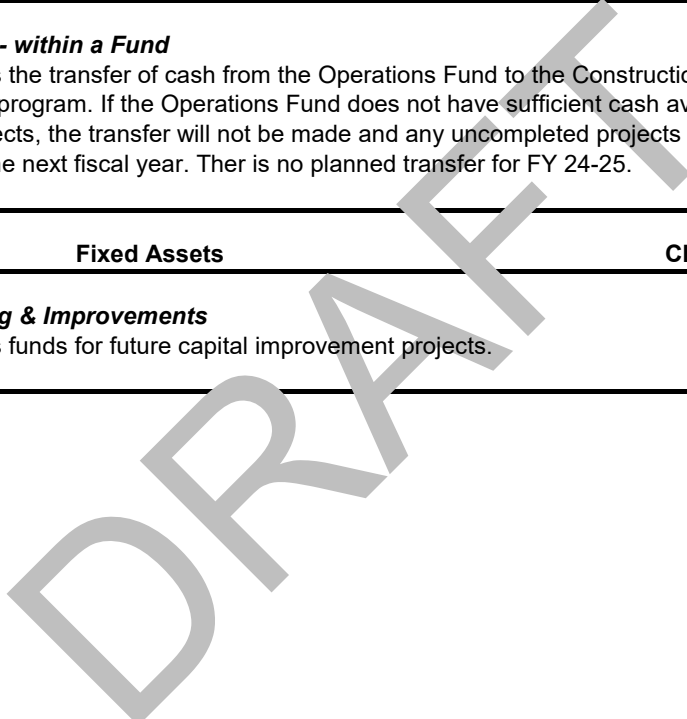 - within a Fund
s the transfer of cash from the Operations Fund to the Constructio
program. If the Operations Fund does not have sufficient cash av
ects, the transfer will not be made and any uncompleted projects
e next fiscal year. Ther is no planned transfer for FY 24-25.
Fixed Assets Cl
g & Improvements
s funds for future capital improvement projects.
DRAFT